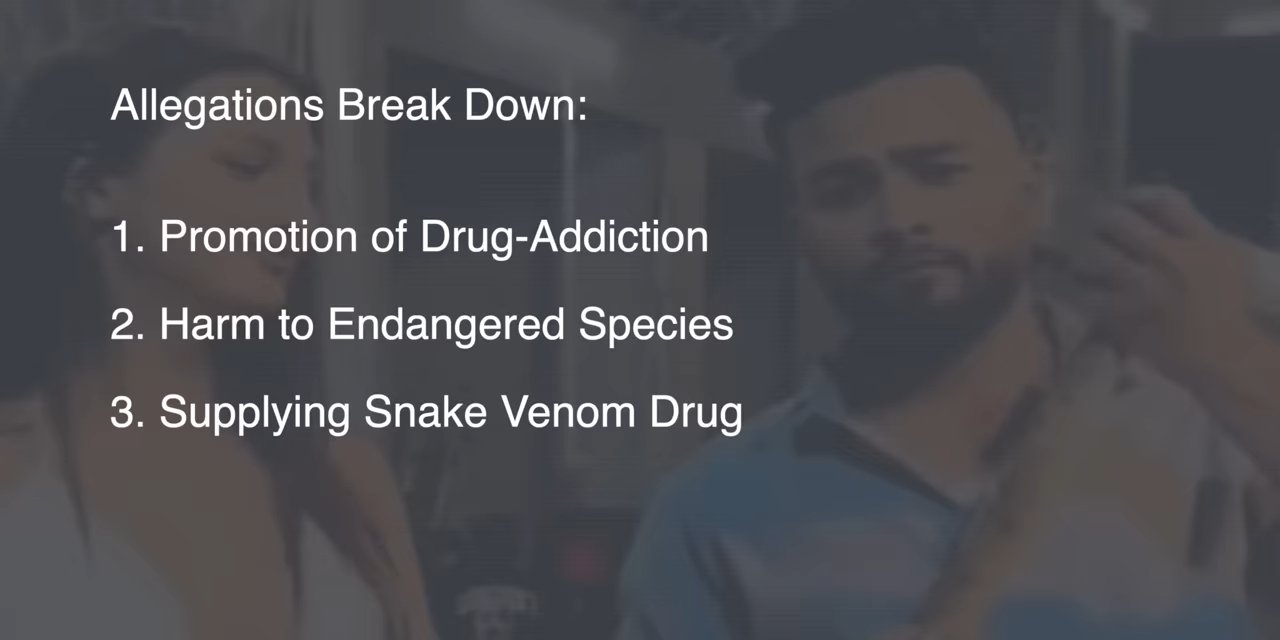 Allegations Break Down:
1. Promotion of Drug-Addiction
2. Harm to Endangered Species
3. Supplying Snake Venom Drug